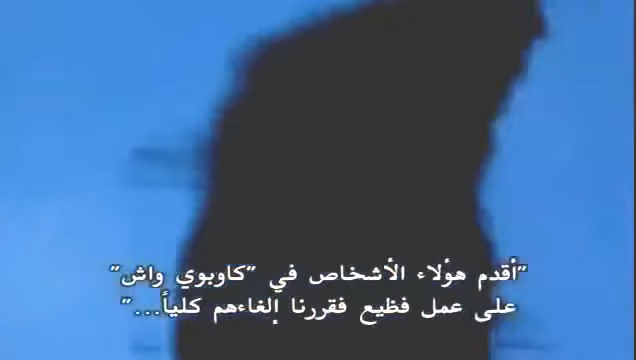 "أقدم هؤلاء الأشخاص في "كاوبوي واش"
على عمل فظيع فقررنا إلغاءهم كلياً..."